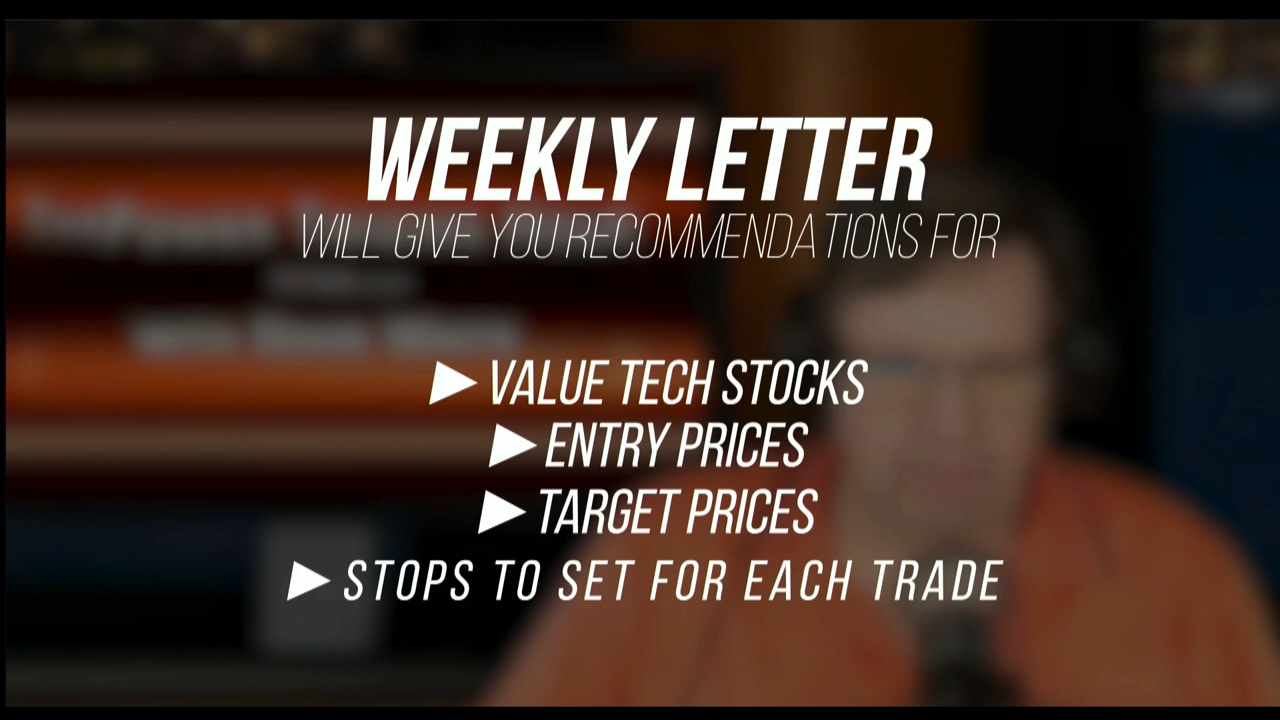 WEEKLY LETTER
WILL GIVE YOU RECOMMENDATIONS FOR
▶ VALUE TECH STOCKS
▶ ENTRY PRICES
▶ TARGET PRICES
▶ STOPS TO SET FOR EACH TRADE